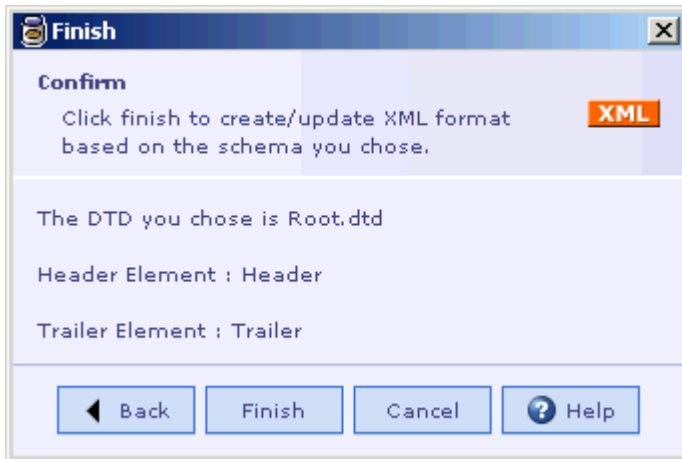 Finish
Confirm
Click finish to create/update XML format
based on the schema you chose.
XML
The DTD you chose is Root.dtd
Header Element : Header
Trailer Element : Trailer
Back
Finish
Cancel
? Help